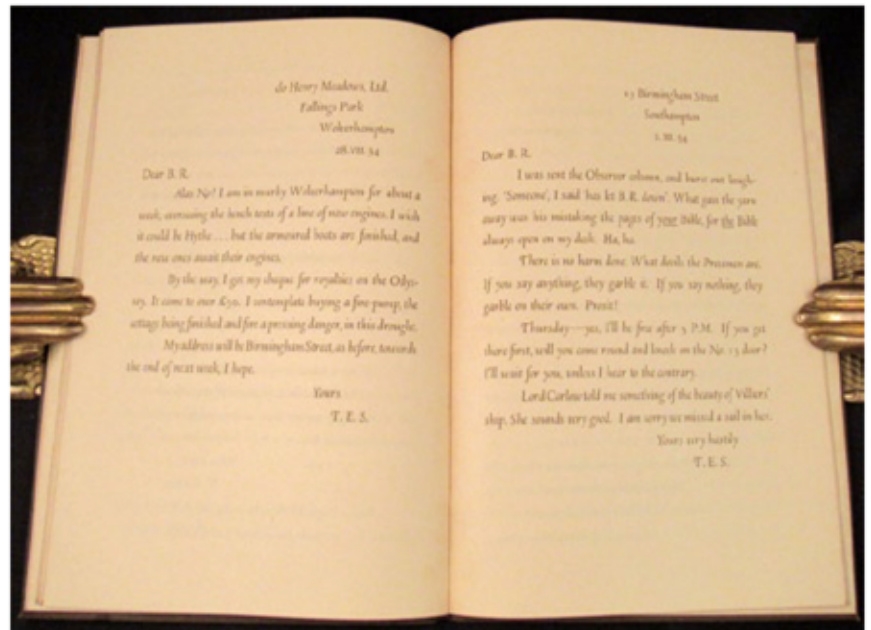 c/o Henry Meadows, Ltd.
Fallings Park
Wolverhampton
28. VIII. 34
Dear B. R.
Alas No! I am in murky Wolverhampton for about a
week, overseeing the bench tests of a line of new engines. I wish
it could be Hythe ... but the armoured boats are finished, and
the new ones await their engines.
By the way, I got my cheque for royalties on the Odys-
sey. It came to over £50. I contemplate buying a fire-pump, the
cottage being finished and fire a pressing danger, in this drought.
My address will be Birmingham Street, as before, towards
the end of next week, I hope.
Yours
T. E. S.
13 Birmingham Street
Southampton
34
Dear B. R.
I was sent the Observer column, and burst out laugh-
ing. 'Someone', I said 'has let B.R. down'. What gave the yarn
away was his mistaking the pages of your Bible, for the Bible
always open on my desk. Ha, ha.
There is no harm done. What devils the Pressmen are.
If you say anything, they garble it. If you say nothing, they
garble on their own. Prosit!
Thursday—yes, I'll be free after 5 P.M. If you get
there first, will you come round and knock on the No. 13 door?
I'll wait for you, unless I hear to the contrary.
Lord Carlow told me something of the beauty of Villiers'
ship. She sounds very good. I am sorry we missed a sail in her.
Yours very hastily
T. E. S.